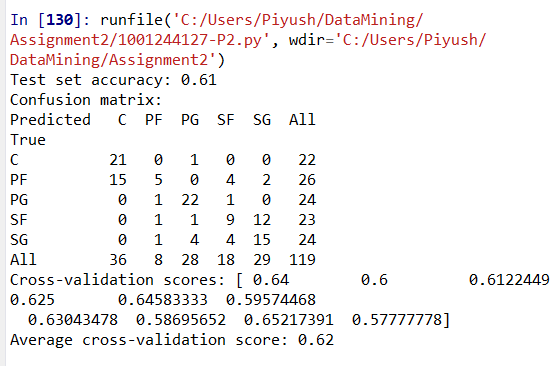 In [130]: runfile('C:/Users/Piyush/DataMining/
Assignment2/1001244127-P2.py', wdir='C:/Users/Piyush/
DataMining/Assignment2')
Test set accuracy: 0.61
Confusion matrix:
Predicted   C  PF  PG  SF  SG  All
True
C          21   0   1   0   0   22
PF         15   5   0   4   2   26
PG          0   1  22   1   0   24
SF          0   1   1   9  12   23
SG          0   1   4   4  15   24
All        36   8  28  18  29  119
Cross-validation scores: [ 0.64        0.6         0.6122449
0.625       0.64583333  0.59574468
  0.63043478  0.58695652  0.65217391  0.57777778]
Average cross-validation score: 0.62